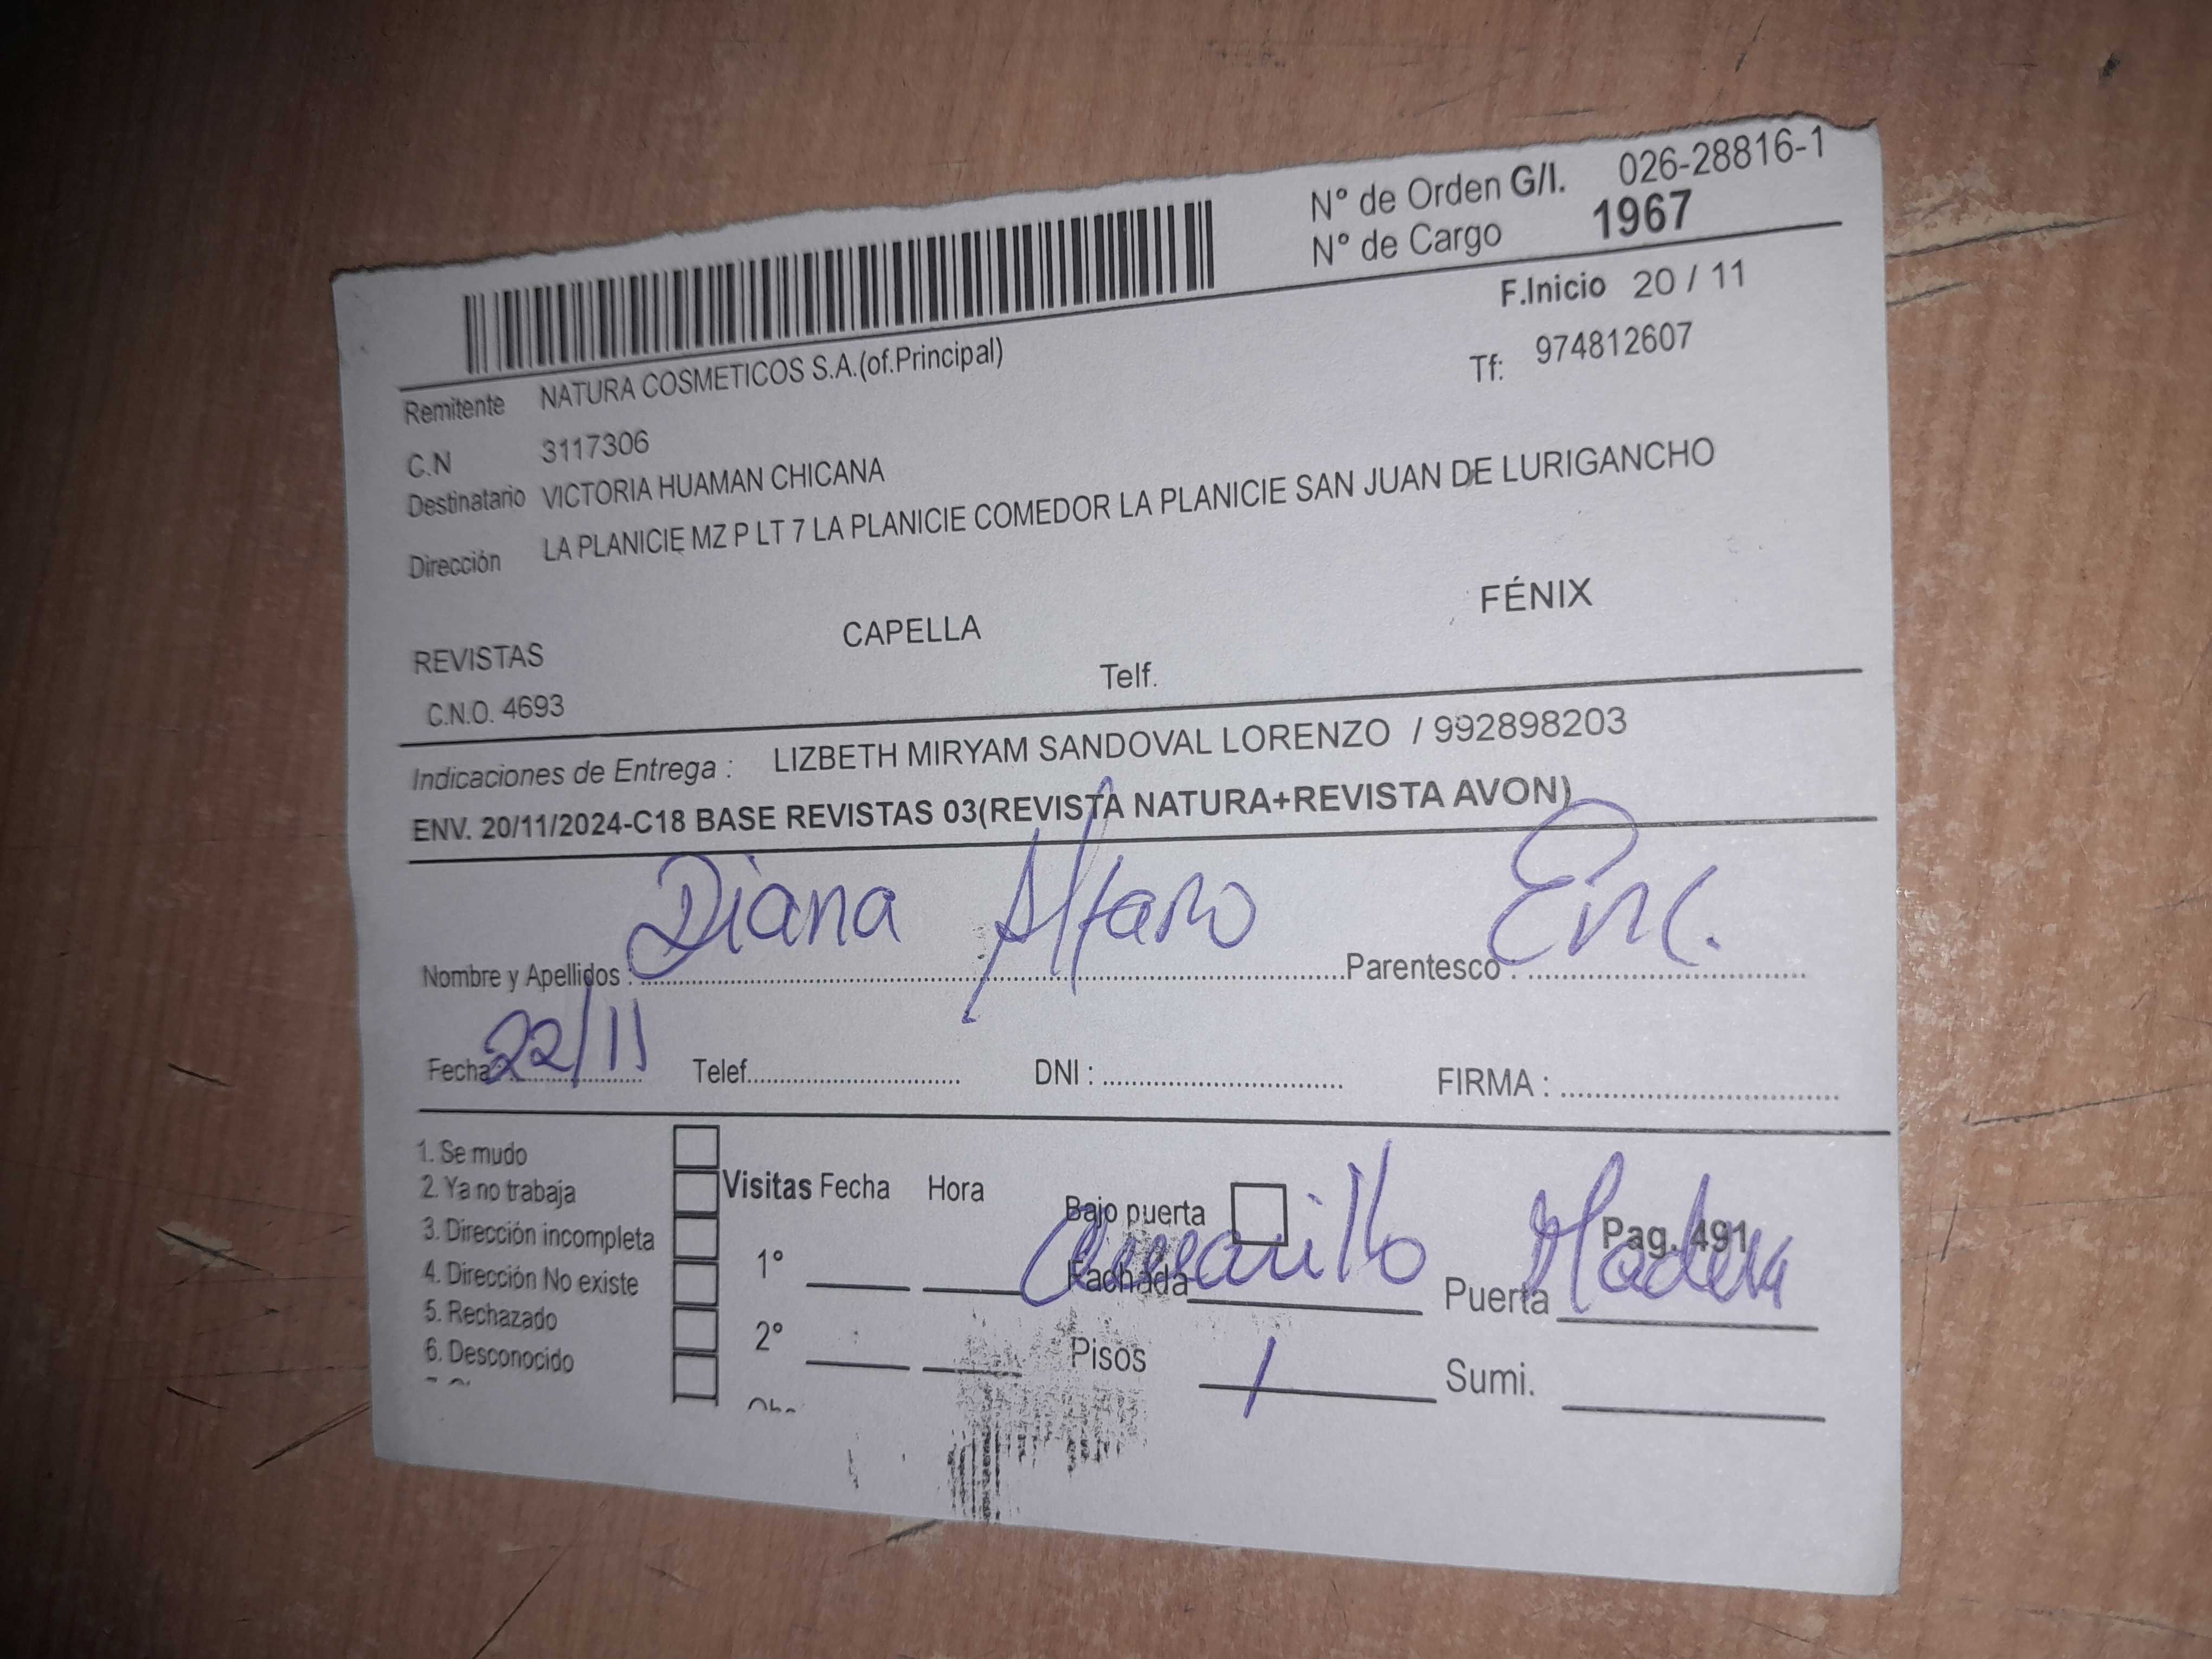 N° de Orden G/I. 026-28816-1
N° de Cargo 1967
F.Inicio 20 / 11
Remitente NATURA COSMETICOS S.A.(of.Principal) Tf: 974812607
C.N 3117306
Destinatario VICTORIA HUAMAN CHICANA
Dirección LA PLANICIE MZ P LT 7 LA PLANICIE COMEDOR LA PLANICIE SAN JUAN DE LURIGANCHO
REVISTAS CAPELLA FÉNIX
C.N.O. 4693 Telf.
Indicaciones de Entrega : LIZBETH MIRYAM SANDOVAL LORENZO / 992898203
ENV. 20/11/2024-C18 BASE REVISTAS 03(REVISTA NATURA+REVISTA AVON)
Nombre y Apellidos : Diana Alfaro Parentesco : Enc.
Fecha 22/11 Telef. DNI : FIRMA :
1. Se mudo
2. Ya no trabaja Visitas Fecha Hora Bajo puerta
3. Dirección incompleta Pag. 491
4. Dirección No existe 1° Fachada Amarillo Puerta Madera
5. Rechazado
6. Desconocido 2° Pisos 1 Sumi.